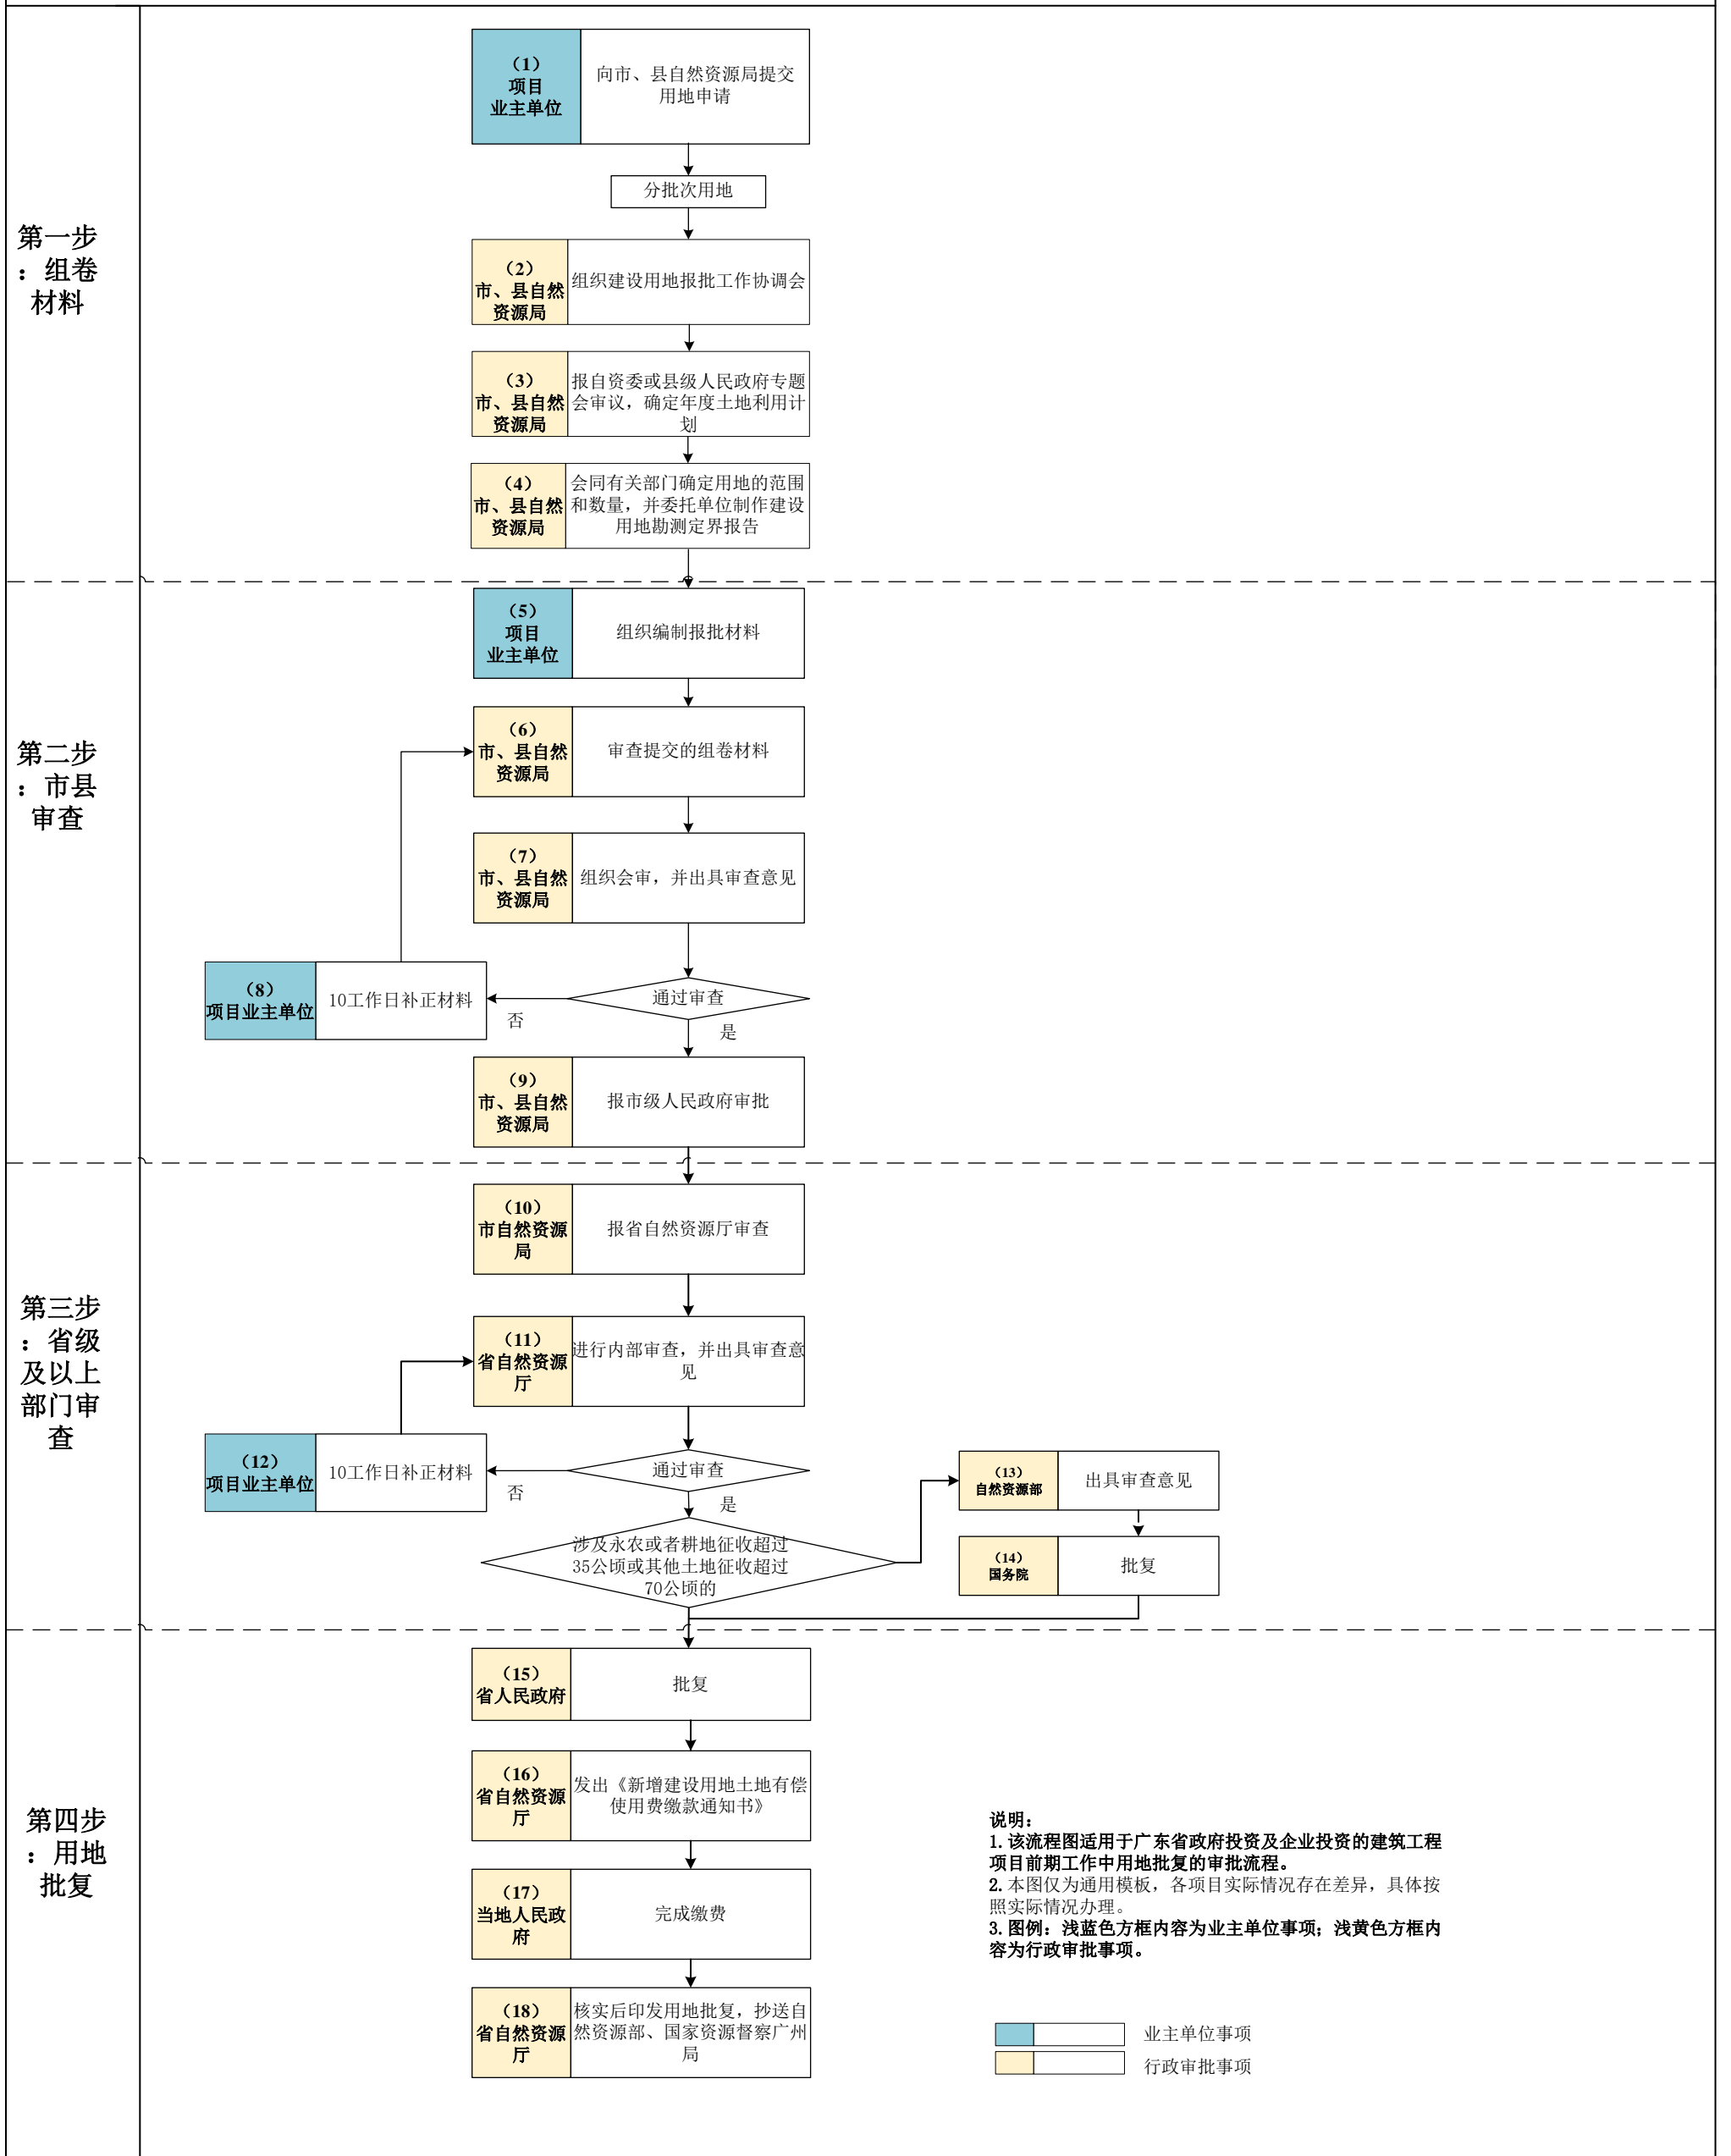 第一步
：组卷
材料
（1）
项目
业主单位
向市、县自然资源局提交
用地申请
分批次用地
（2）
市、县自然
资源局
组织建设用地报批工作协调会
（3）
市、县自然
资源局
报自资委或县级人民政府专题
会审议，确定年度土地利用计
划
（4）
市、县自然
资源局
会同有关部门确定用地的范围
和数量，并委托单位制作建设
用地勘测定界报告
第二步
：市县
审查
（5）
项目
业主单位
组织编制报批材料
（6）
市、县自然
资源局
审查提交的组卷材料
（7）
市、县自然
资源局
组织会审，并出具审查意见
（8）
项目业主单位
10工作日补正材料
否
通过审查
是
（9）
市、县自然
资源局
报市级人民政府审批
第三步
：省级
及以上
部门审
查
（10）
市自然资源
局
报省自然资源厅审查
（11）
省自然资源
厅
进行内部审查，并出具审查意
见
（12）
项目业主单位
10工作日补正材料
否
通过审查
是
涉及永农或者耕地征收超过
35公顷或其他土地征收超过
70公顷的
（13）
自然资源部
出具审查意见
（14）
国务院
批复
第四步
：用地
批复
（15）
省人民政府
批复
（16）
省自然资源
厅
发出《新增建设用地土地有偿
使用费缴款通知书》
（17）
当地人民政
府
完成缴费
（18）
省自然资源
厅
核实后印发用地批复，抄送自
然资源部、国家资源督察广州
局
说明：
1.该流程图适用于广东省政府投资及企业投资的建筑工程
项目前期工作中用地批复的审批流程。
2.本图仅为通用模板，各项目实际情况存在差异，具体按
照实际情况办理。
3.图例：浅蓝色方框内容为业主单位事项；浅黄色方框内
容为行政审批事项。
业主单位事项
行政审批事项